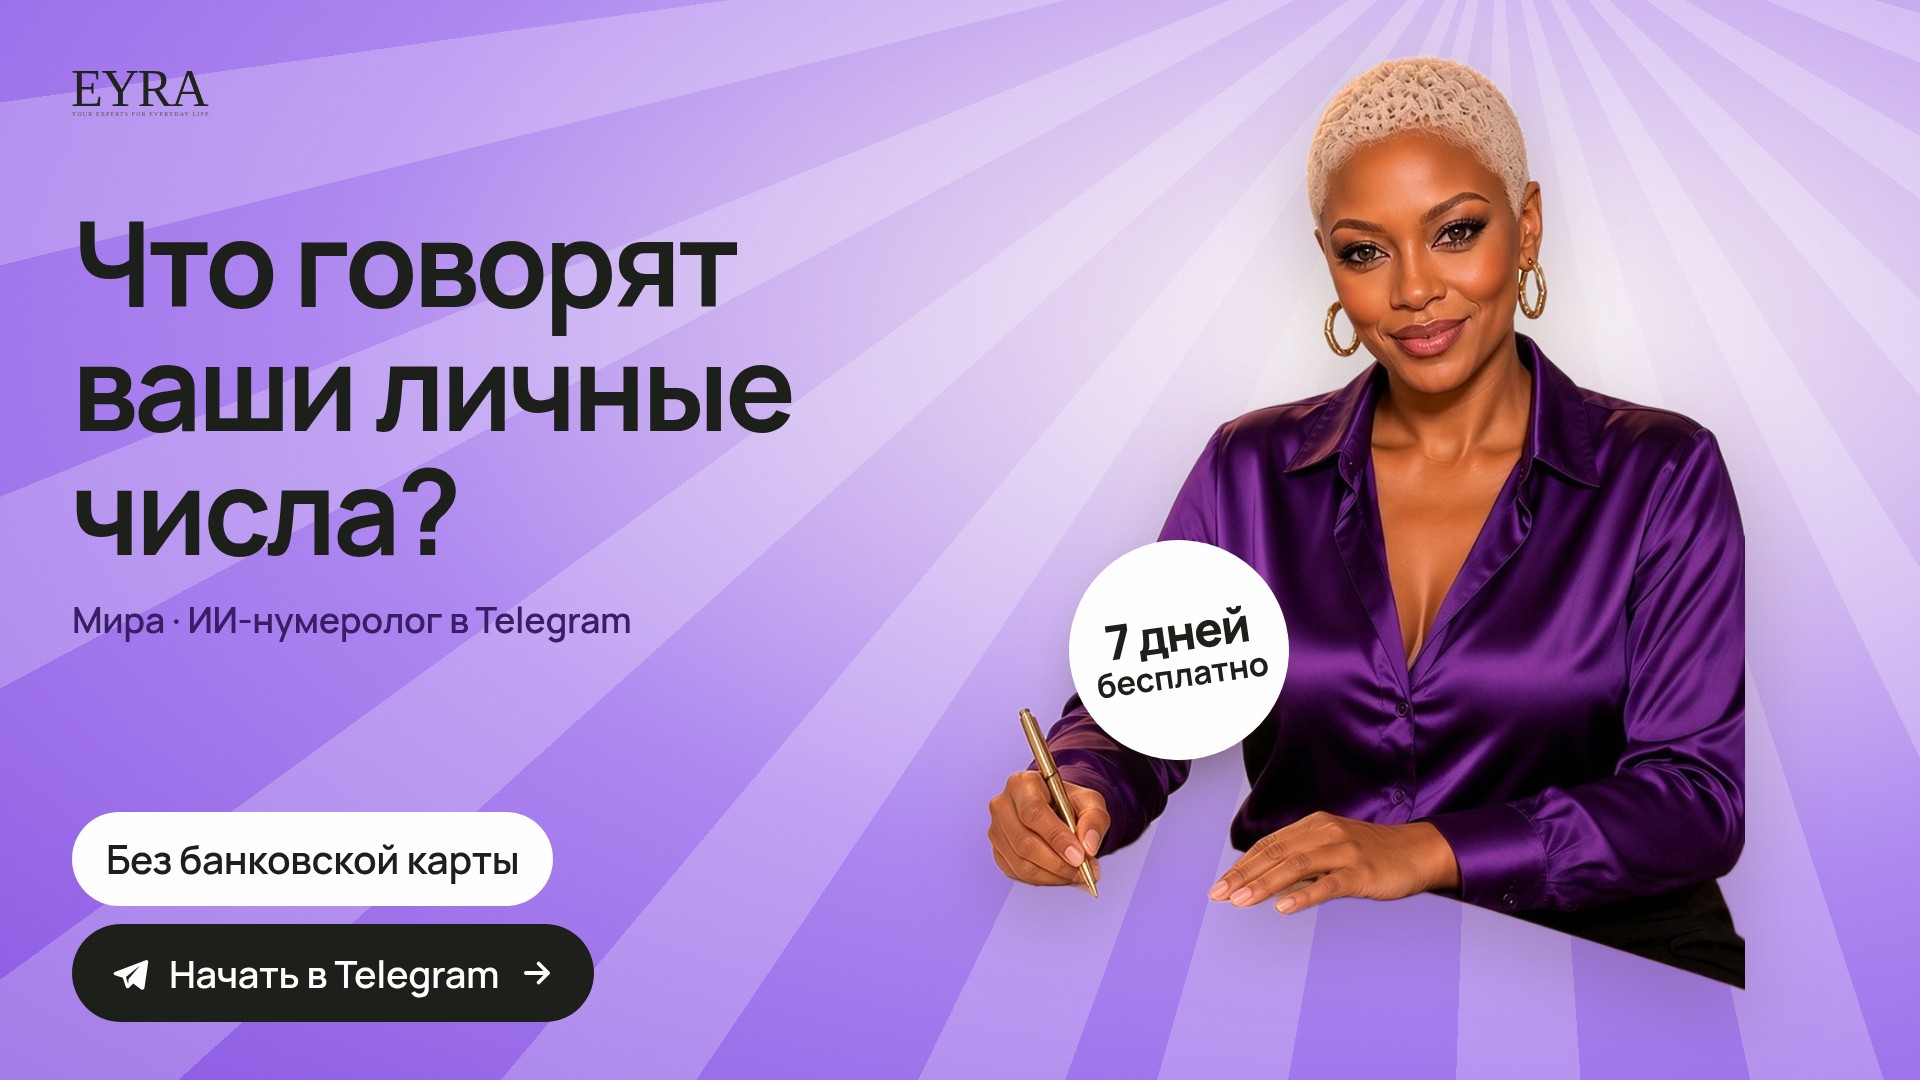 EYRA
YOUR EXPERTS FOR EVERYDAY LIFE
Что говорят
ваши личные
числа?
Мира · ИИ-нумеролог в Telegram
7 дней
бесплатно
Без банковской карты
Начать в Telegram →